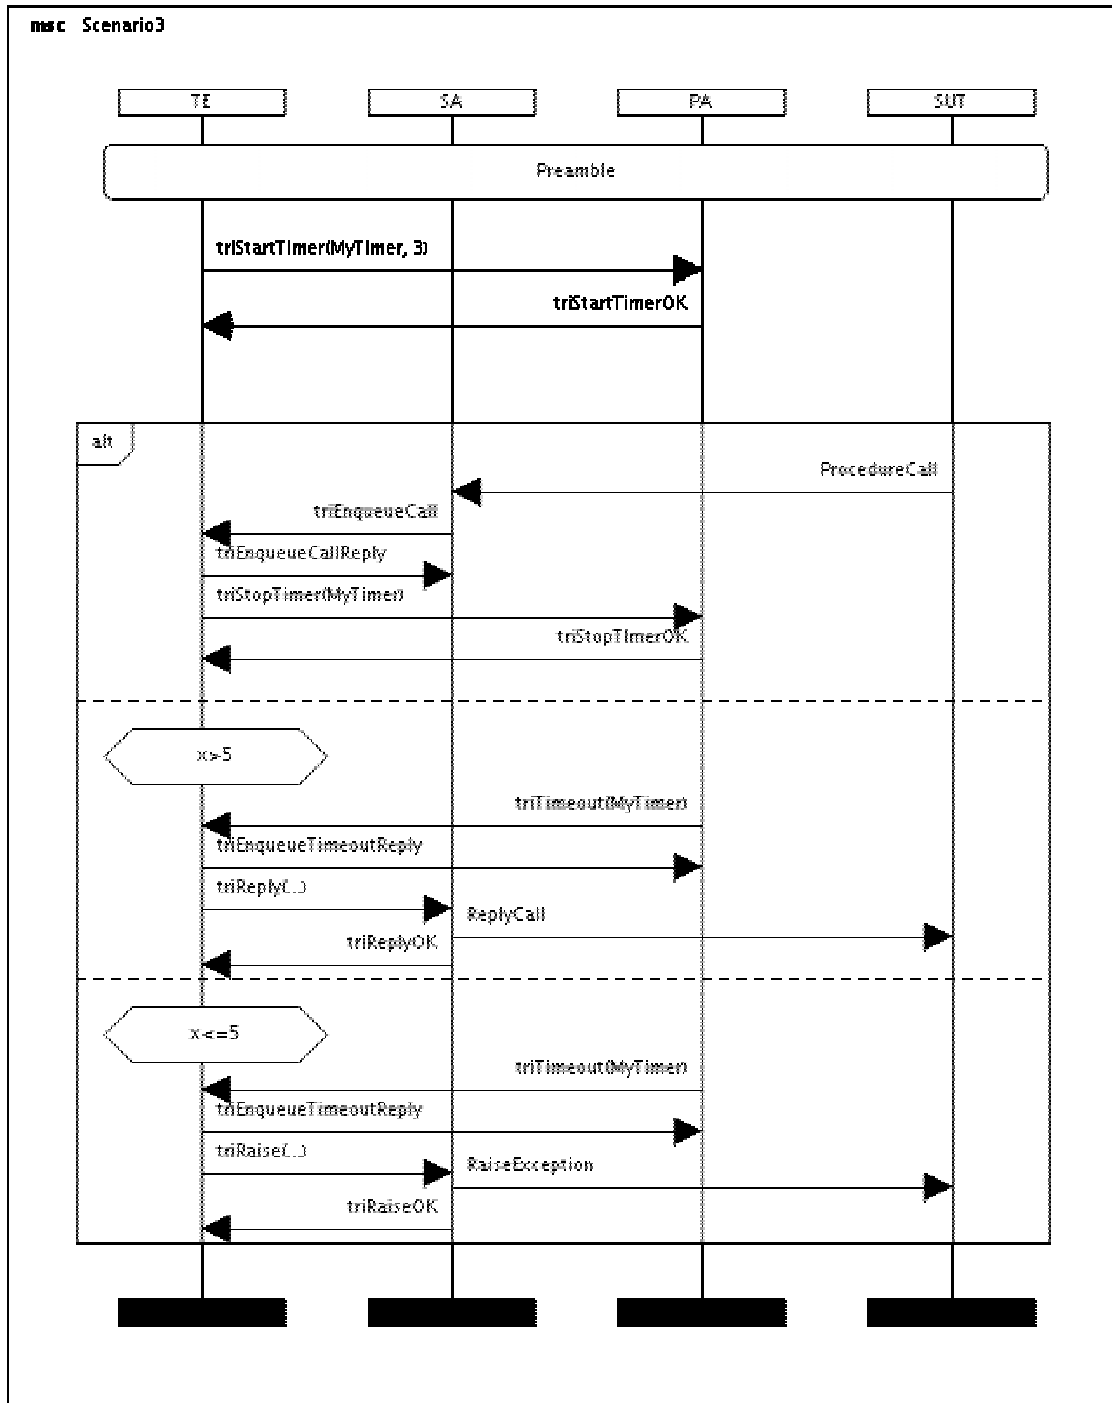 msc Scenario3
TE
SA
PA
SUT
Preamble
triStartTimer(MyTimer, 3)
triStartTimerOK
alt
ProcedureCall
triEnqueueCall
triEnqueueCallReply
triStopTimer(MyTimer)
triStopTimerOK
x>5
triTimeout(MyTimer)
triEnqueueTimeoutReply
triReply(...)
ReplyCall
triReplyOK
x<=5
triTimeout(MyTimer)
triEnqueueTimeoutReply
triRaise(...)
RaiseException
triRaiseOK